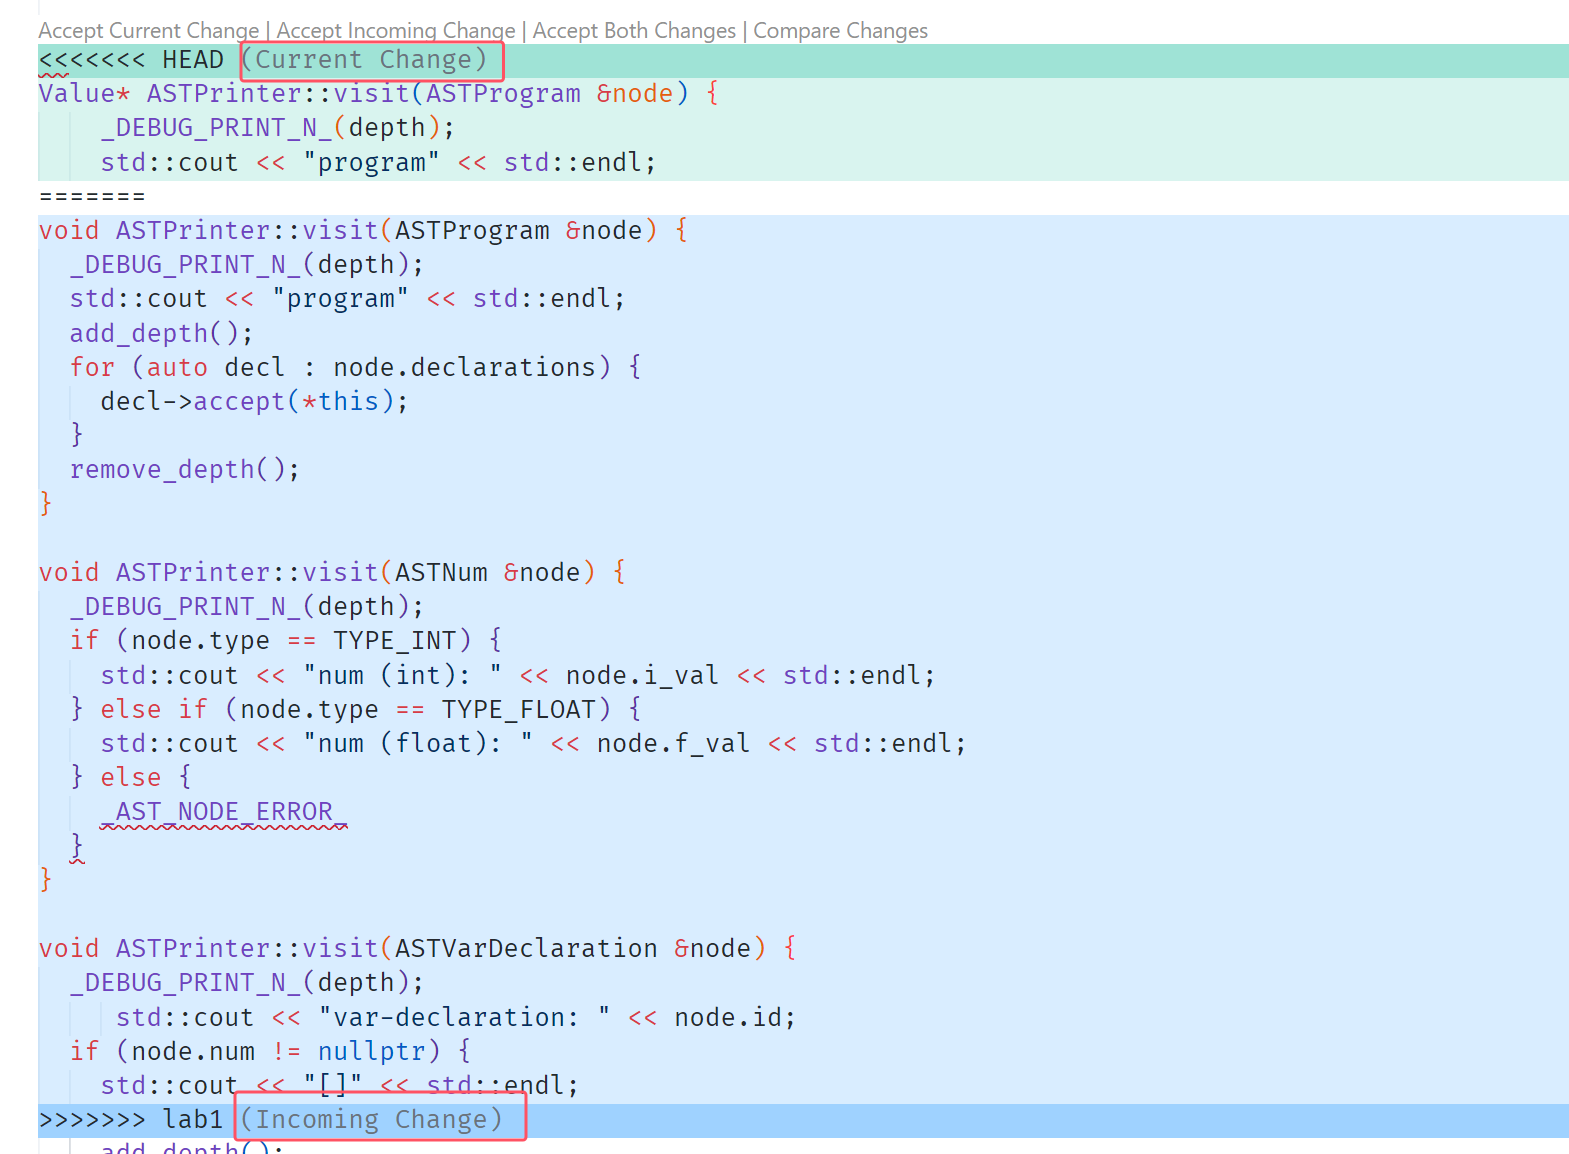 Accept Current Change | Accept Incoming Change | Accept Both Changes | Compare Changes
<<<<<<< HEAD (Current Change)
Value* ASTPrinter::visit(ASTProgram &node) {
    _DEBUG_PRINT_N_(depth);
    std::cout << "program" << std::endl;
=======
void ASTPrinter::visit(ASTProgram &node) {
  _DEBUG_PRINT_N_(depth);
  std::cout << "program" << std::endl;
  add_depth();
  for (auto decl : node.declarations) {
    decl->accept(*this);
  }
  remove_depth();
}
void ASTPrinter::visit(ASTNum &node) {
  _DEBUG_PRINT_N_(depth);
  if (node.type == TYPE_INT) {
    std::cout << "num (int): " << node.i_val << std::endl;
  } else if (node.type == TYPE_FLOAT) {
    std::cout << "num (float): " << node.f_val << std::endl;
  } else {
    _AST_NODE_ERROR_
  }
}
void ASTPrinter::visit(ASTVarDeclaration &node) {
  _DEBUG_PRINT_N_(depth);
     std::cout << "var-declaration: " << node.id;
  if (node.num != nullptr) {
    std::cout << "[]" << std::endl;
>>>>>>> lab1 (Incoming Change)
    add_depth();